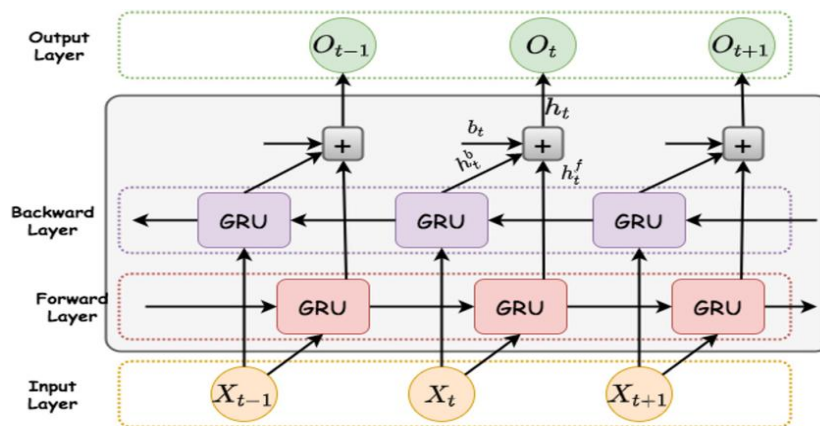 Output
Layer
O_{t-1}
O_t
O_{t+1}
h_t
b_t
+
+
+
h_t^b
h_t^f
Backward
Layer
GRU
GRU
GRU
Forward
Layer
GRU
GRU
GRU
Input
Layer
X_{t-1}
X_t
X_{t+1}